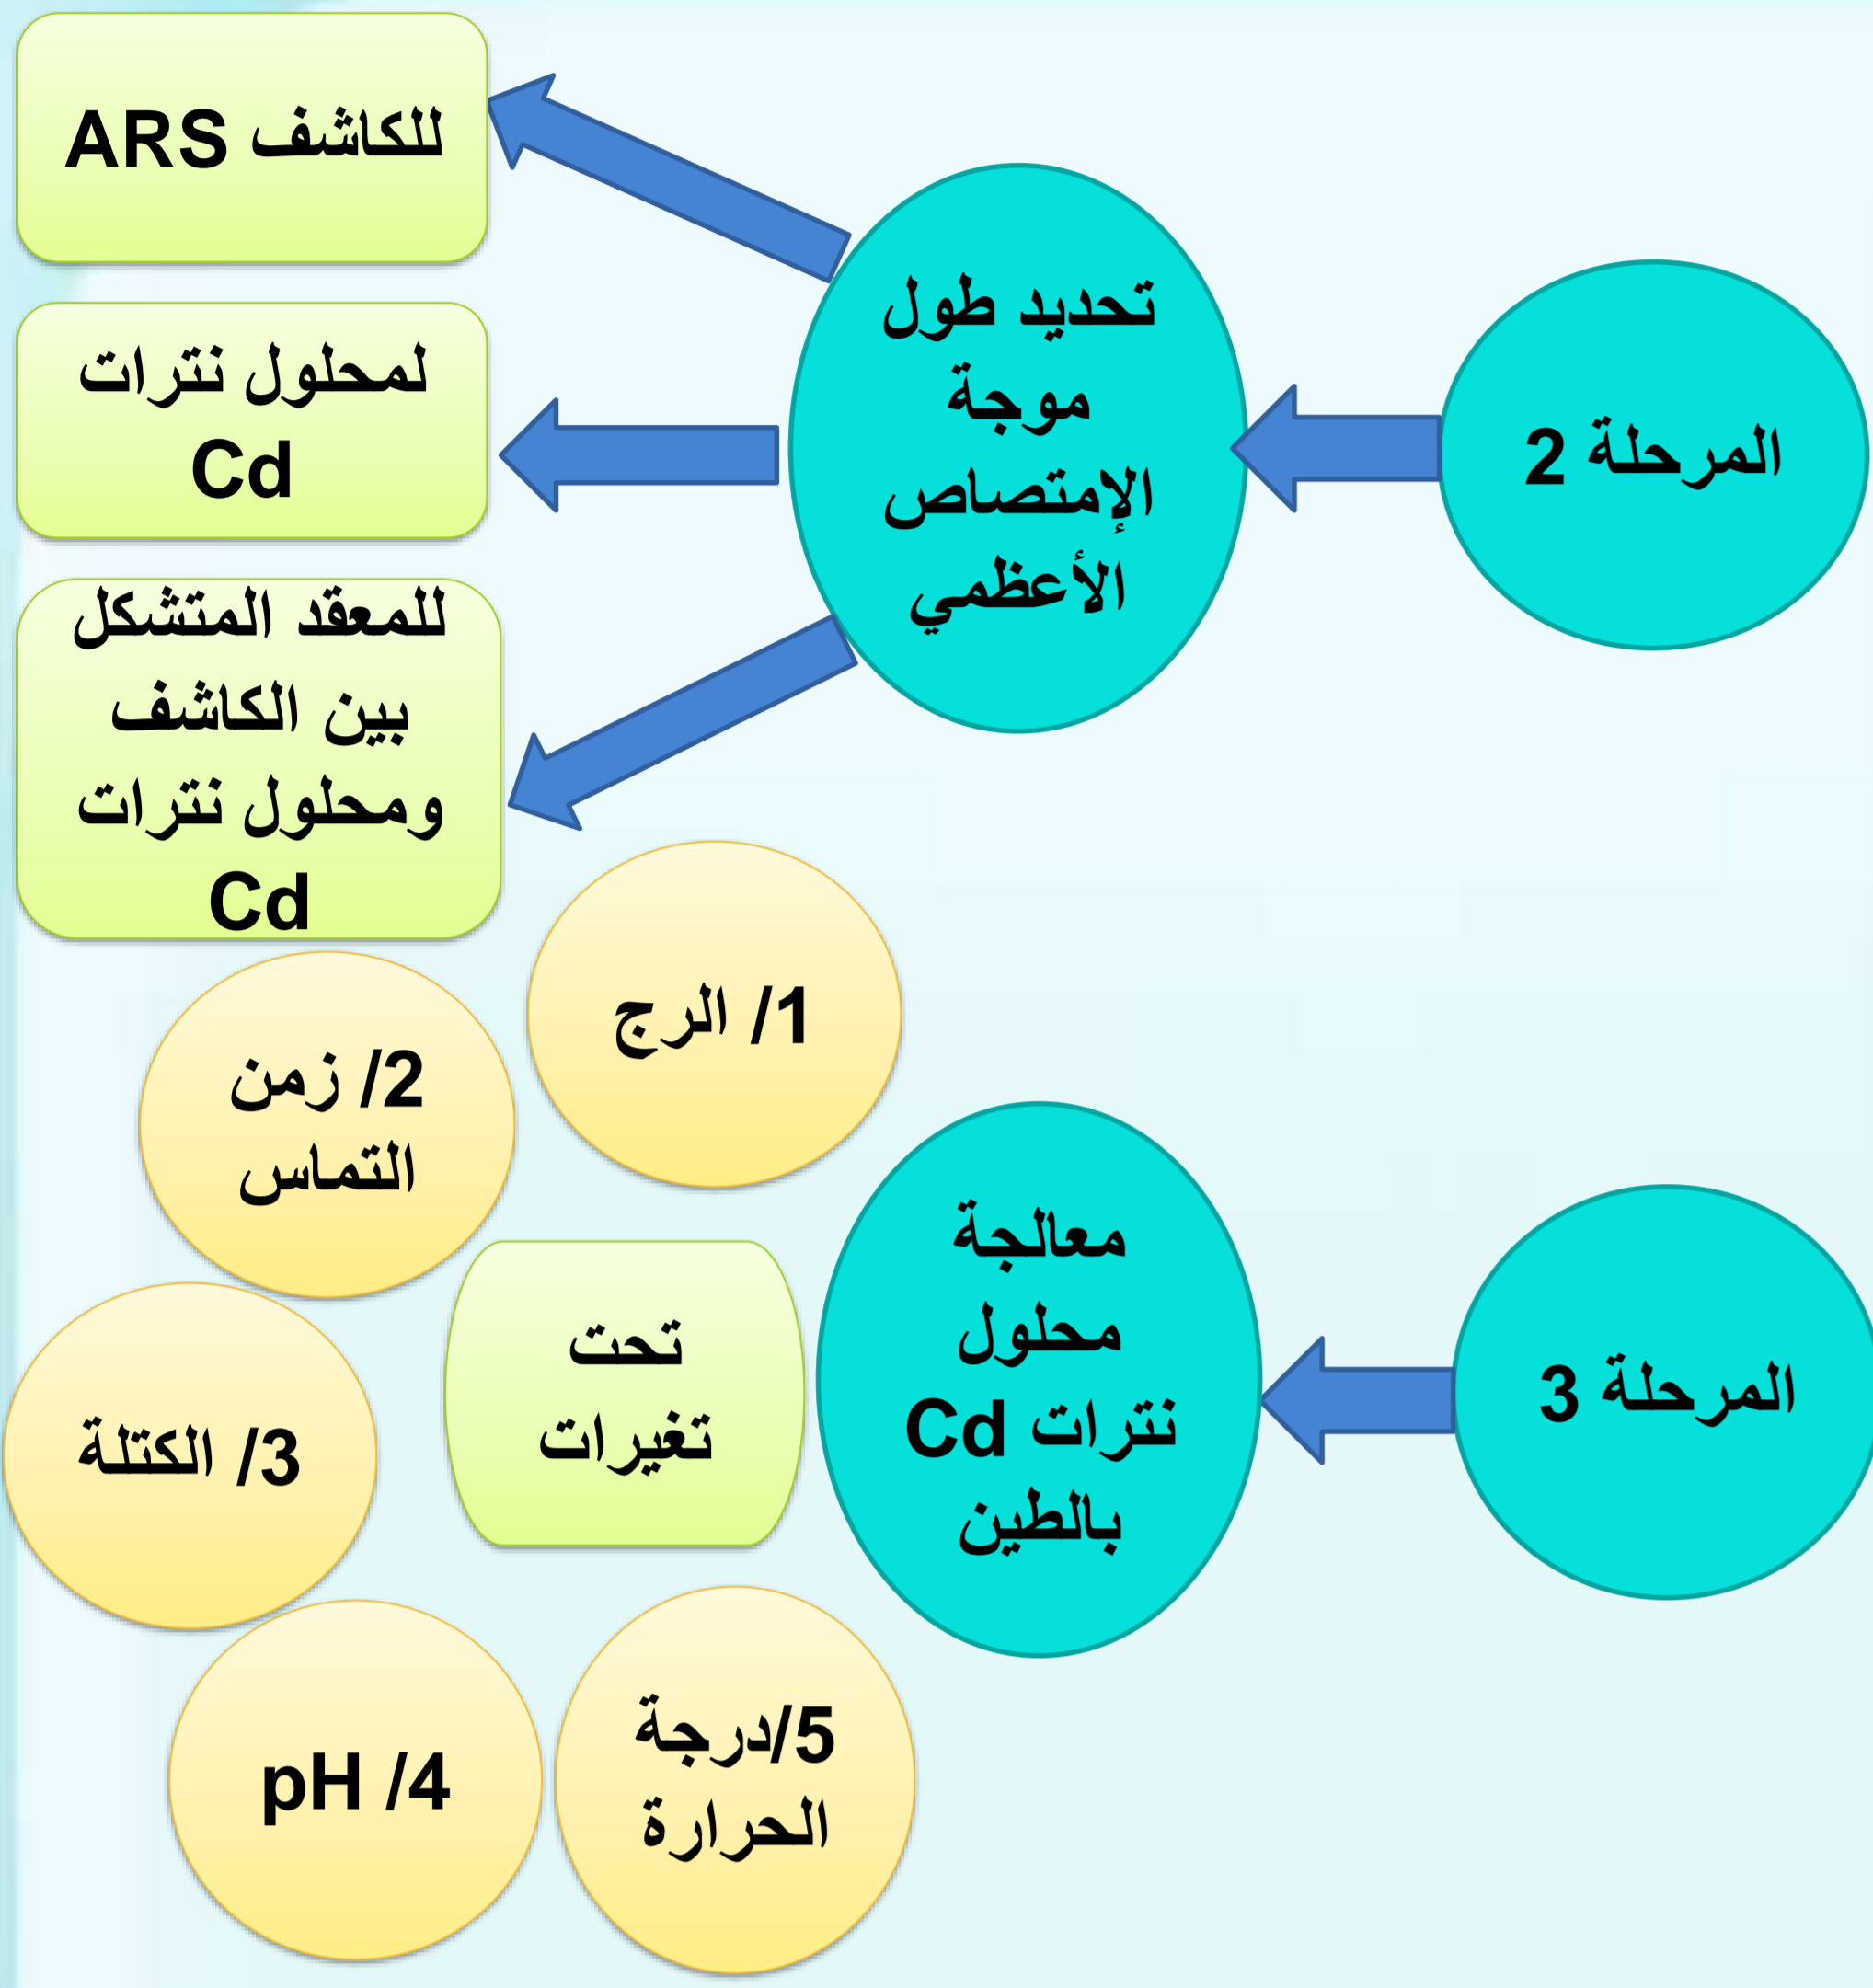 المرحلة 2
تحديد طول
موجة
الإمتصاص
الأعظمي
للكاشف ARS
لمحلول نترات
Cd
للمعقد المتشكل
بين الكاشف
ومحلول نترات
Cd
المرحلة 3
معالجة
محلول
نترات Cd
بالطين
تحت
تغيرات
1/ الرج
2/ زمن
التماس
3/ الكتلة
4/ pH
5/درجة
الحرارة